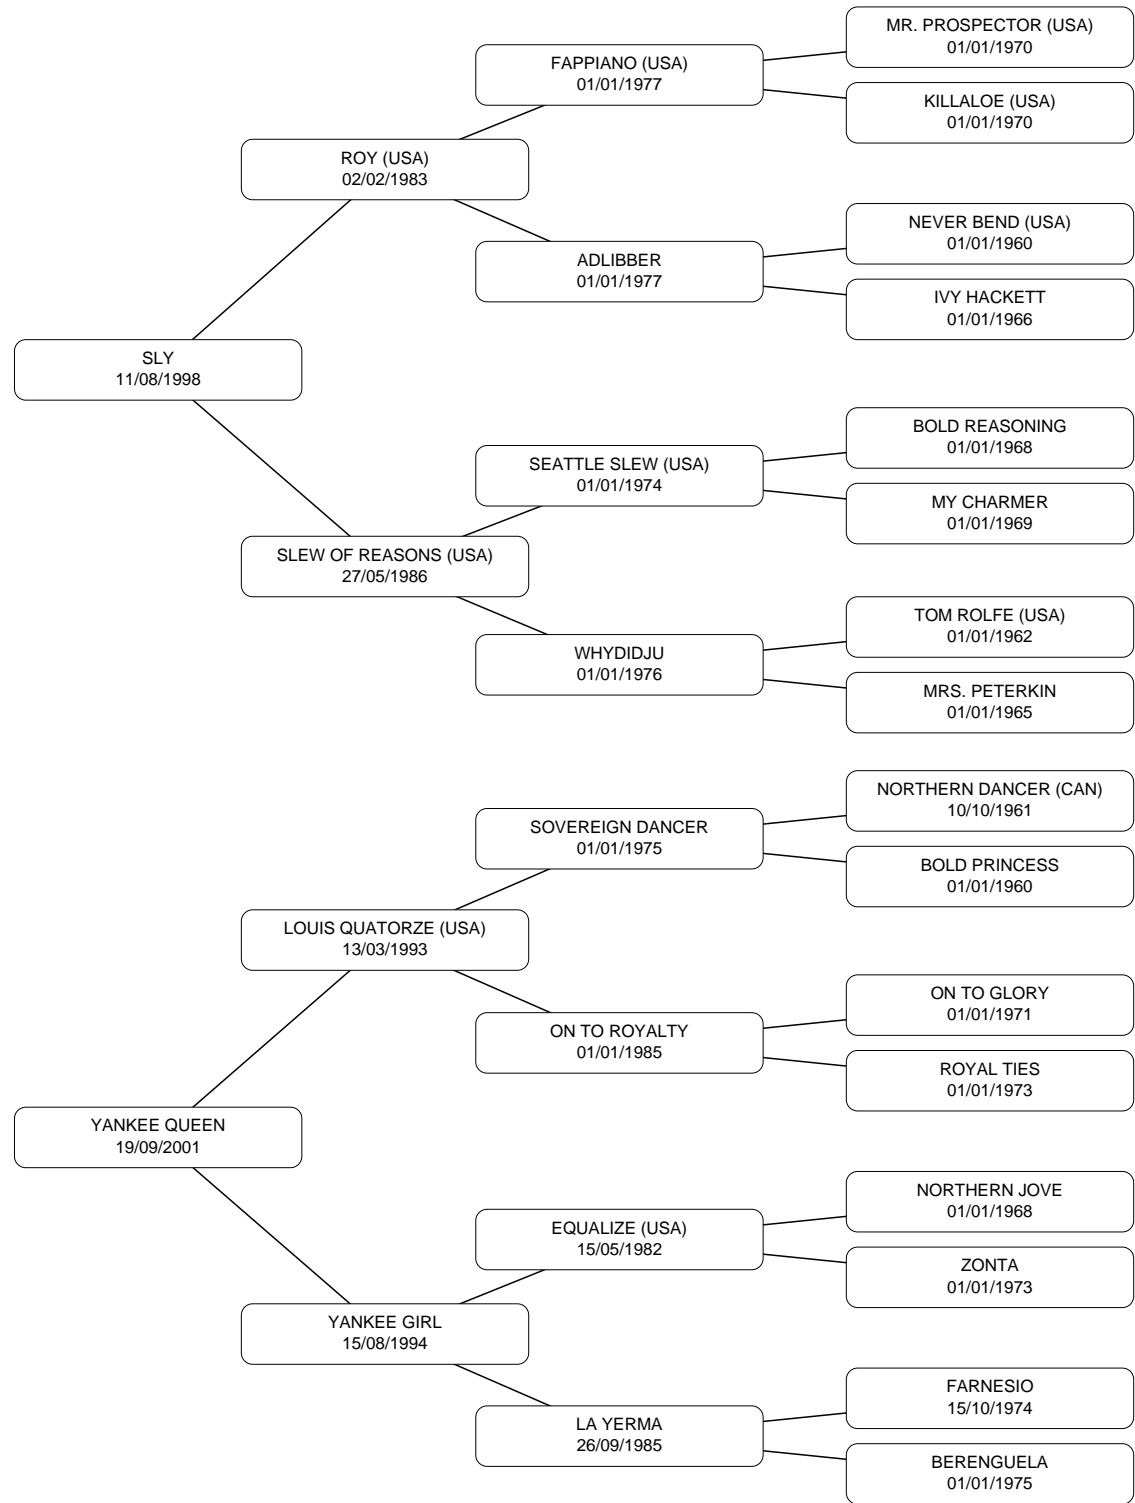 MR. PROSPECTOR (USA)
01/01/1970
FAPPIANO (USA)
01/01/1977
KILLALOE (USA)
01/01/1970
ROY (USA)
02/02/1983
NEVER BEND (USA)
01/01/1960
ADLIBBER
01/01/1977
IVY HACKETT
01/01/1966
SLY
11/08/1998
BOLD REASONING
01/01/1968
SEATTLE SLEW (USA)
01/01/1974
MY CHARMER
01/01/1969
SLEW OF REASONS (USA)
27/05/1986
TOM ROLFE (USA)
01/01/1962
WHYDIDJU
01/01/1976
MRS. PETERKIN
01/01/1965
NORTHERN DANCER (CAN)
10/10/1961
SOVEREIGN DANCER
01/01/1975
BOLD PRINCESS
01/01/1960
LOUIS QUATORZE (USA)
13/03/1993
ON TO GLORY
01/01/1971
ON TO ROYALTY
01/01/1985
ROYAL TIES
01/01/1973
YANKEE QUEEN
19/09/2001
NORTHERN JOVE
01/01/1968
EQUALIZE (USA)
15/05/1982
ZONTA
01/01/1973
YANKEE GIRL
15/08/1994
FARNESIO
15/10/1974
LA YERMA
26/09/1985
BERENGUELA
01/01/1975